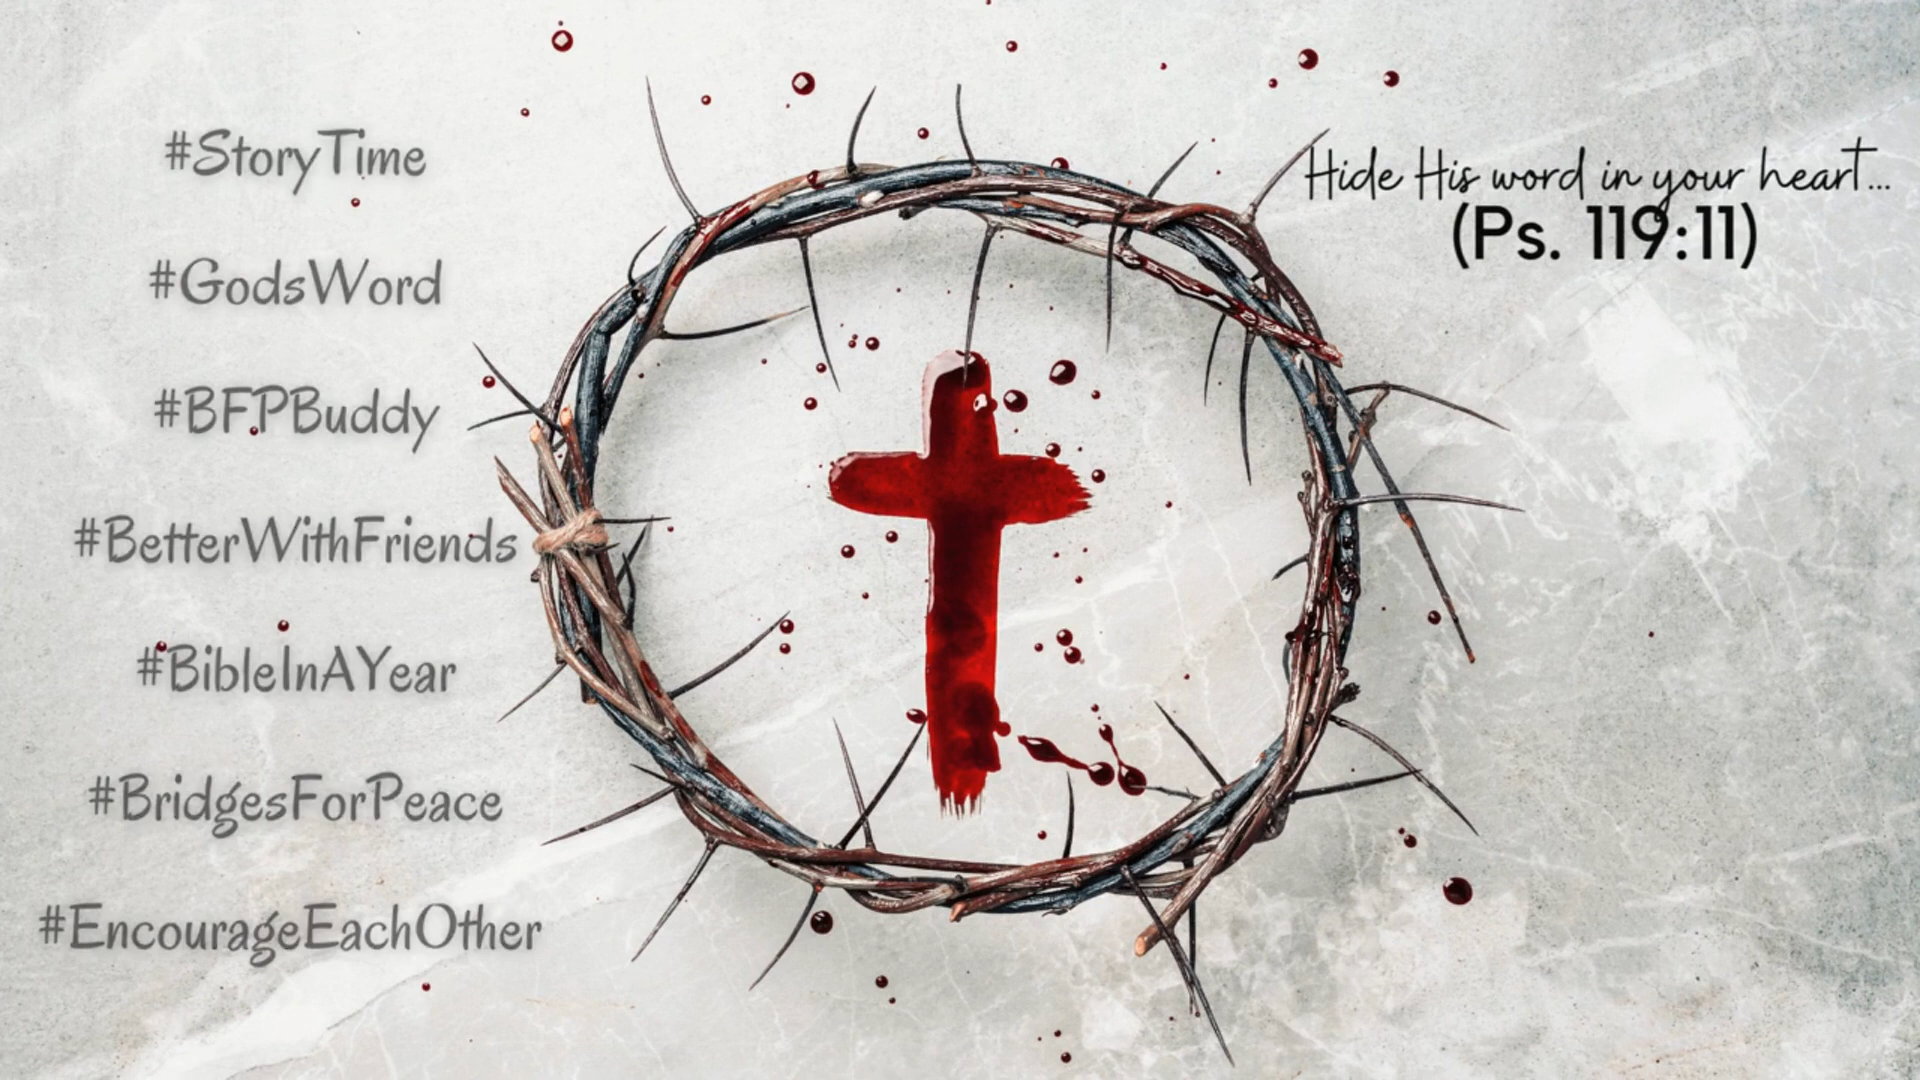 #StoryTime
#GodsWord
#BFPBuddy
#BetterWithFriends
#BibleInAYear
#BridgesForPeace
#EncourageEachOther
Hide His word in your heart...
(Ps. 119:11)